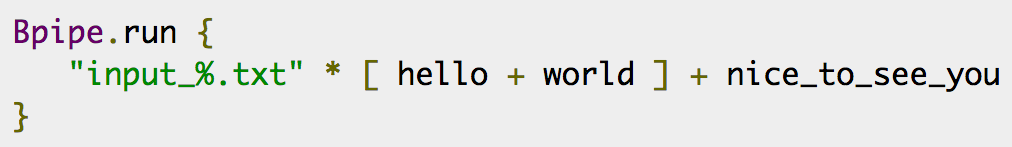 Bpipe.run {
   "input_%.txt" * [ hello + world ] + nice_to_see_you
}